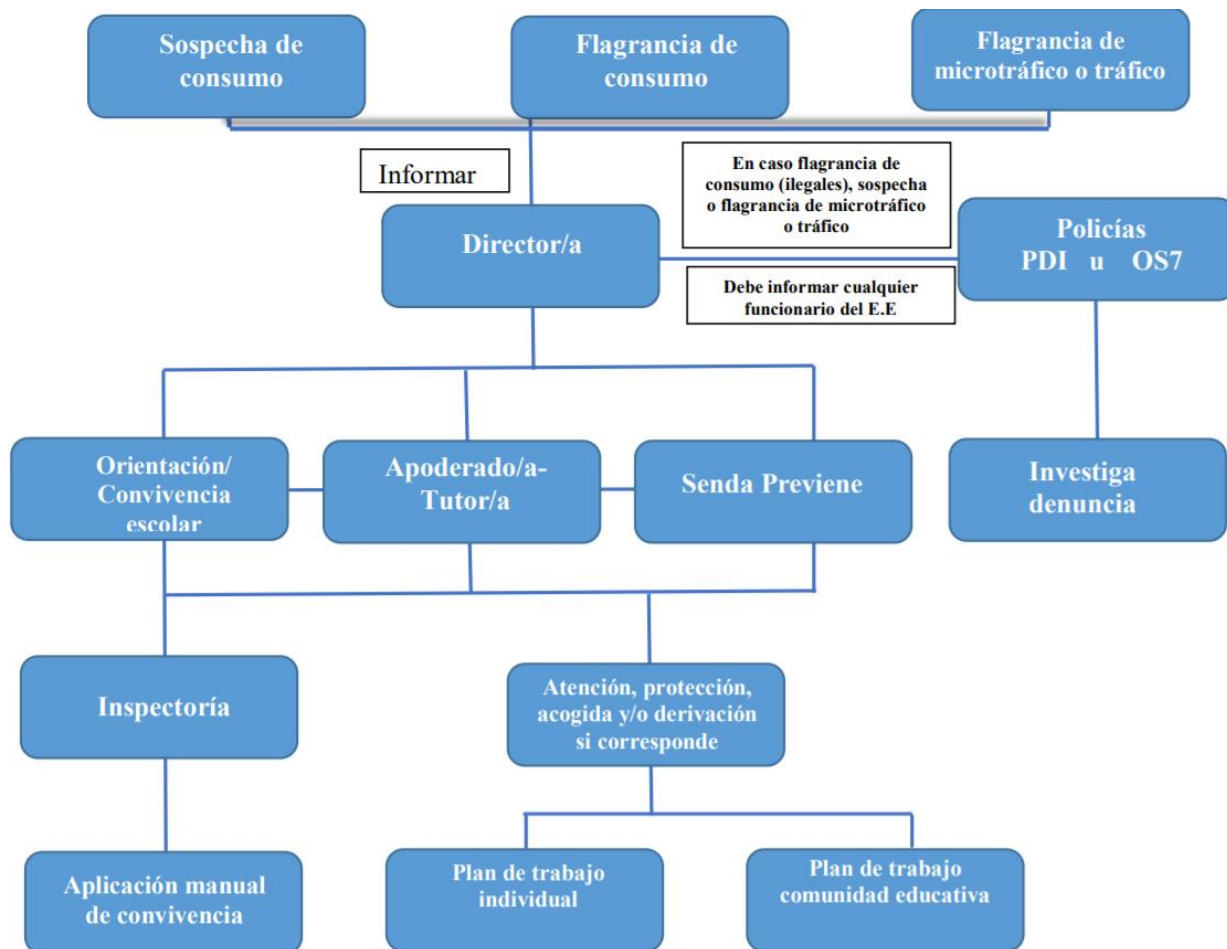 Sospecha de
consumo
Flagrancia de
consumo
Flagrancia de
microtráfico o tráfico
Informar
En caso flagrancia de
consumo (ilegales), sospecha
o flagrancia de microtráfico
o tráfico
Director/a
Policías
PDI u OS7
Debe informar cualquier
funcionario del E.E
Orientación/
Convivencia
escolar
Apoderado/a-
Tutor/a
Senda Previene
Investiga
denuncia
Inspectoría
Atención, protección,
acogida y/o derivación
si corresponde
Aplicación manual
de convivencia
Plan de trabajo
individual
Plan de trabajo
comunidad educativa